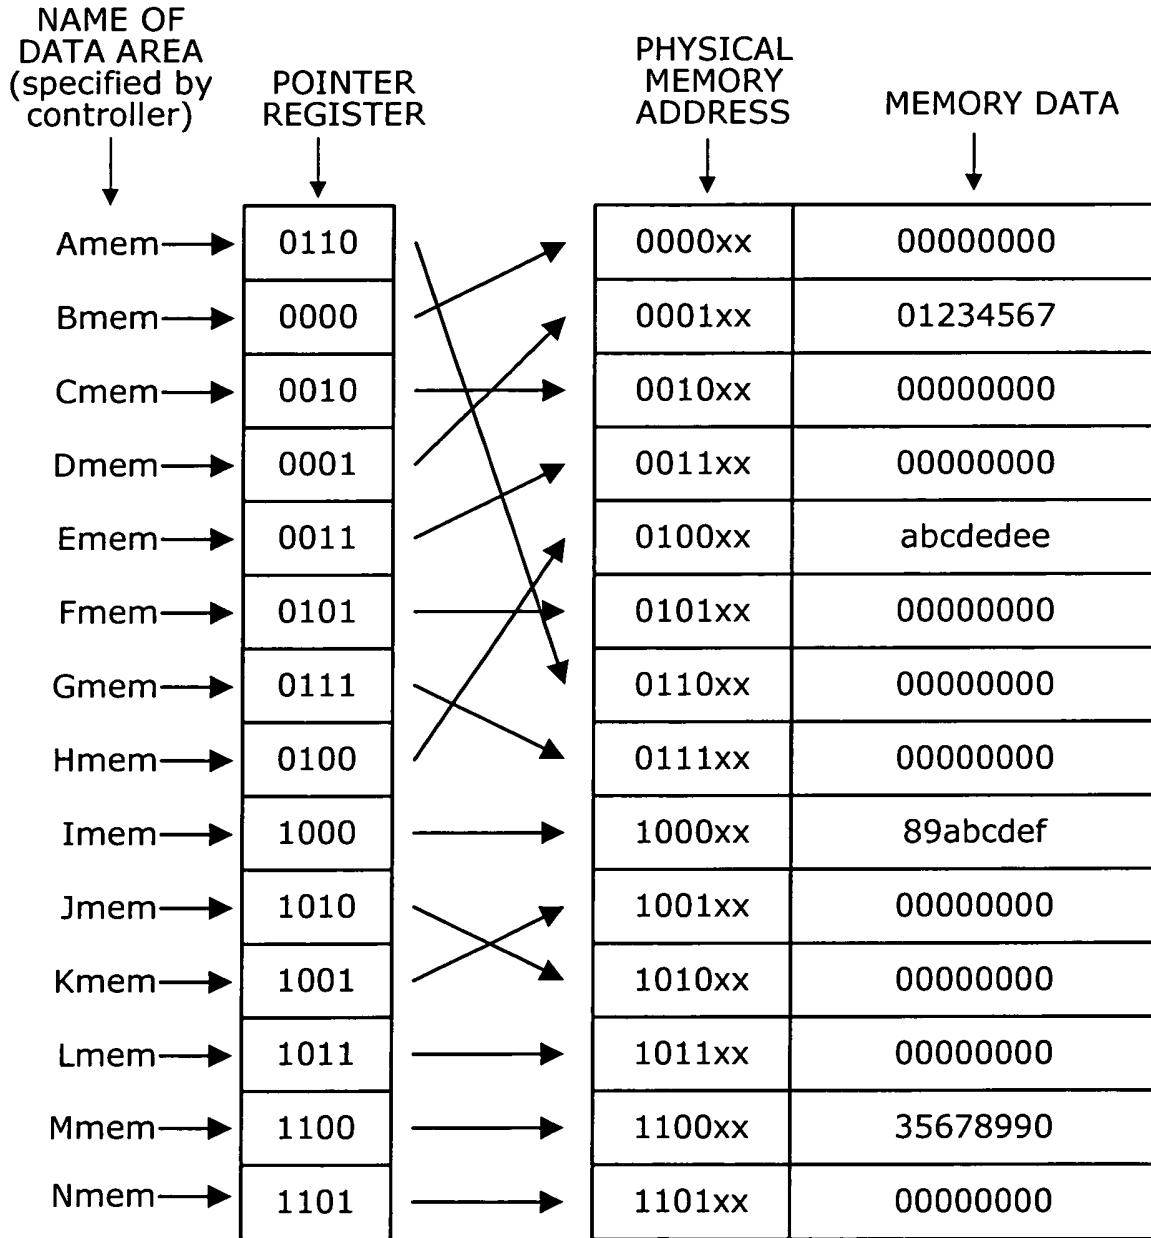 NAME OF
DATA AREA
(specified by
controller)
POINTER
REGISTER
PHYSICAL
MEMORY
ADDRESS
MEMORY DATA
Amem 0110 0000xx 00000000
Bmem 0000 0001xx 01234567
Cmem 0010 0010xx 00000000
Dmem 0001 0011xx 00000000
Emem 0011 0100xx abcdedee
Fmem 0101 0101xx 00000000
Gmem 0111 0110xx 00000000
Hmem 0100 0111xx 00000000
Imem 1000 1000xx 89abcdef
Jmem 1010 1001xx 00000000
Kmem 1001 1010xx 00000000
Lmem 1011 1011xx 00000000
Mmem 1100 1100xx 35678990
Nmem 1101 1101xx 00000000